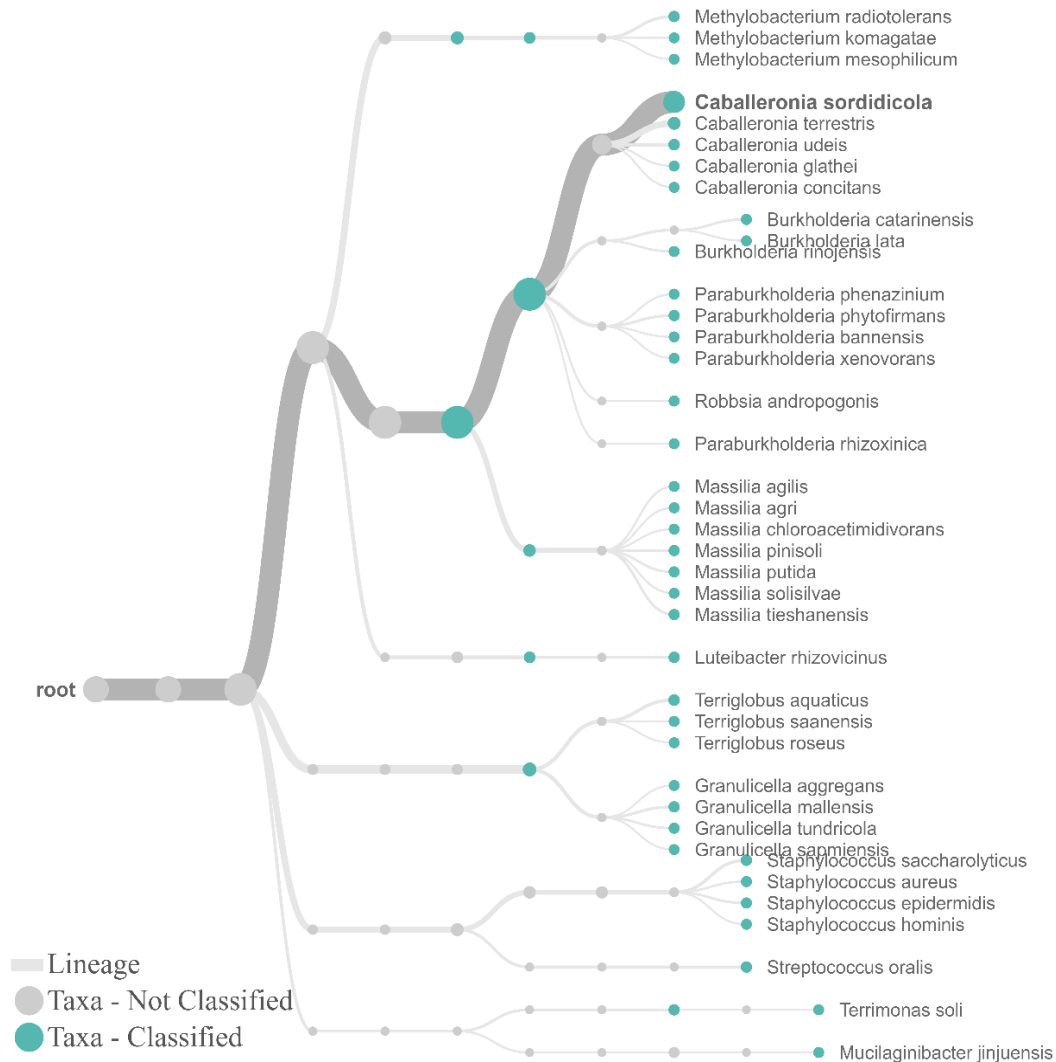 Methylobacterium radiotolerans
Methylobacterium komagatae
Methylobacterium mesophilicum
Caballeronia sordidicola
Caballeronia terrestris
Caballeronia udeis
Caballeronia glathei
Caballeronia concitans
Burkholderia catarinensis
Burkholderia lata
Burkholderia rinojensis
Paraburkholderia phenazinium
Paraburkholderia phytofirmans
Paraburkholderia bannensis
Paraburkholderia xenovorans
Robbsia andropogonis
Paraburkholderia rhizoxinica
Massilia agilis
Massilia agri
Massilia chloroacetimidivorans
Massilia pinisoli
Massilia putida
Massilia solisilvae
Massilia tieshanensis
Luteibacter rhizovicinus
root
Terriglobus aquaticus
Terriglobus saanensis
Terriglobus roseus
Granulicella aggregans
Granulicella mallensis
Granulicella tundricola
Granulicella sapmiensis
Staphylococcus saccharolyticus
Staphylococcus aureus
Staphylococcus epidermidis
Staphylococcus hominis
Streptococcus oralis
Terrimonas soli
Mucilaginibacter jinjuensis
Lineage
Taxa - Not Classified
Taxa - Classified